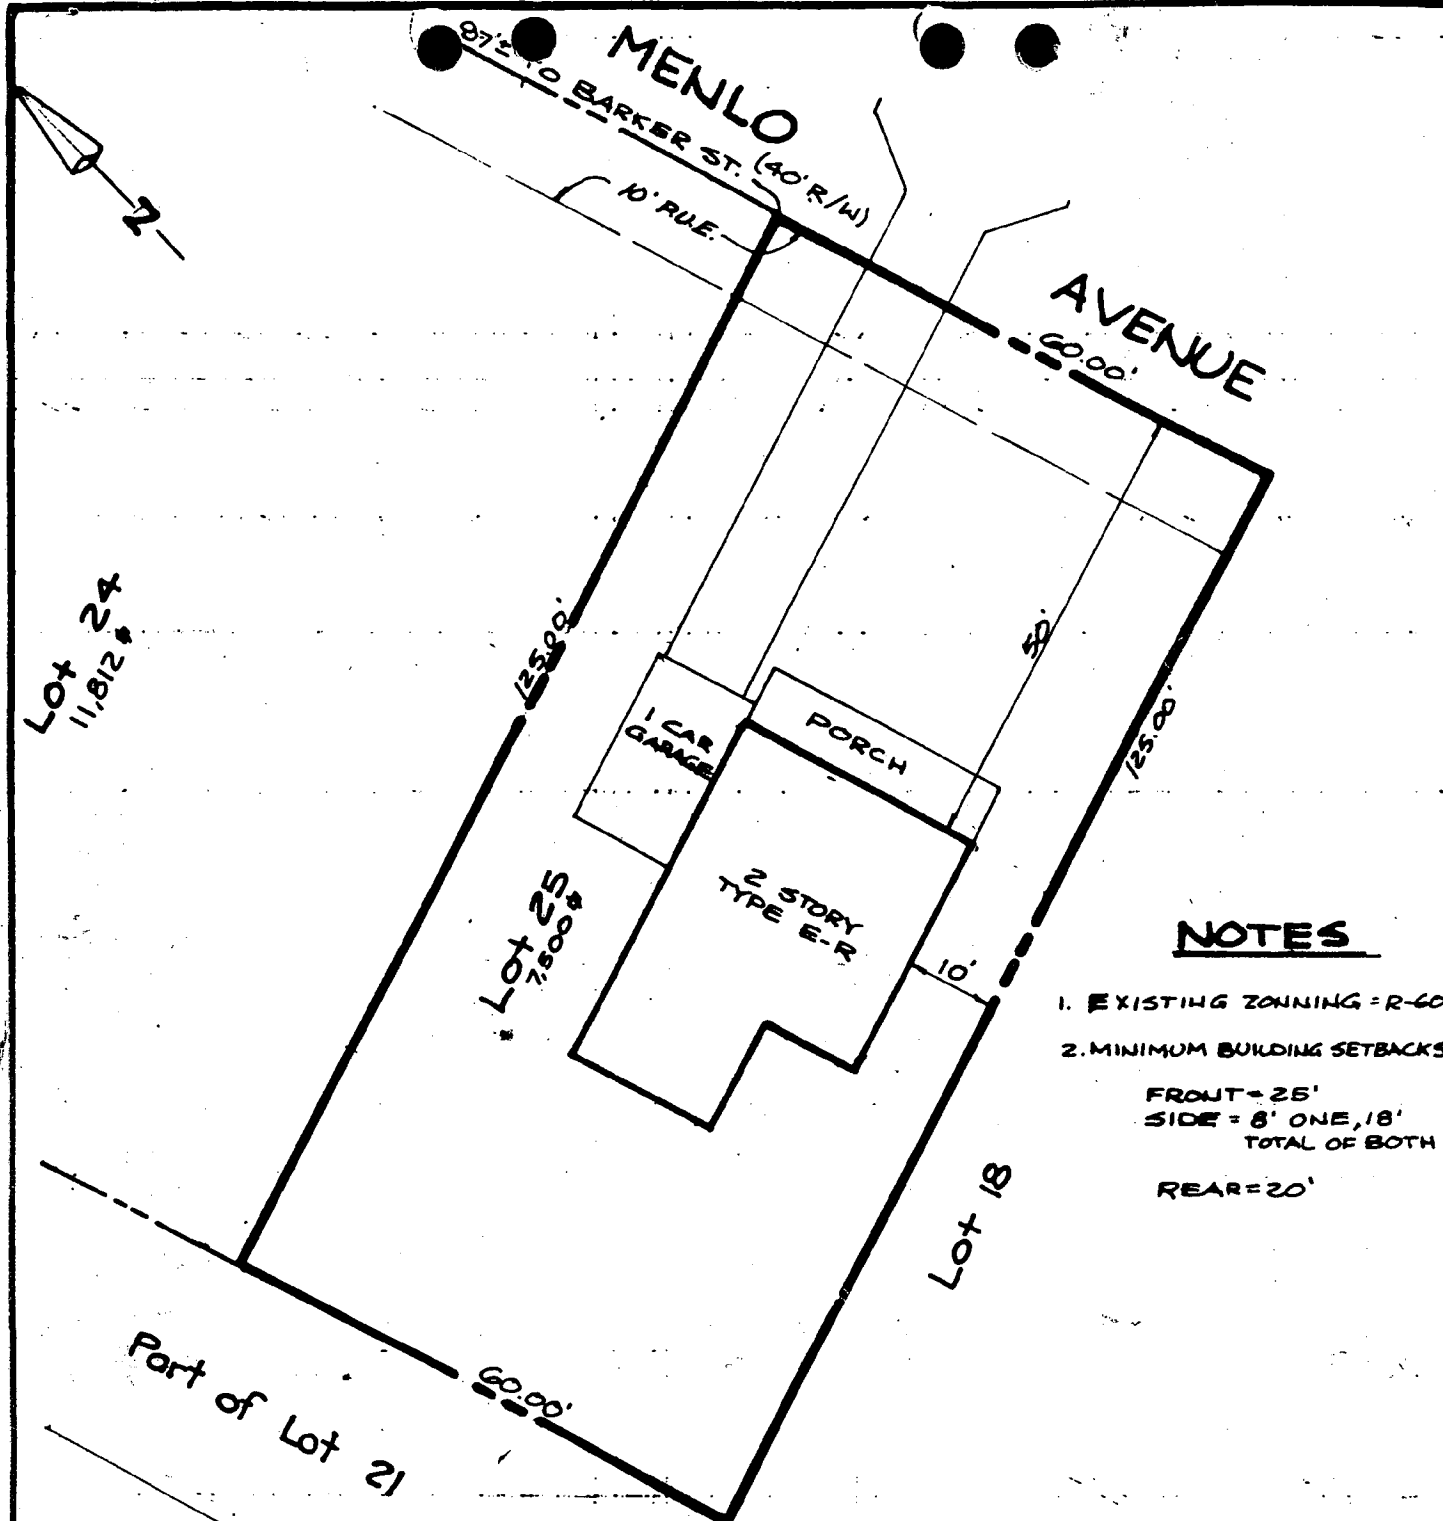 87'± TO BARKER ST.
MENLO
(40' R/W)
10' P.U.E.
AVENUE
60.00'
N
Lot 24
11,812 ⌗
125.00'
50'
125.00'
1 CAR
GARAGE
PORCH
2 STORY
TYPE E-R
Lot 25
7,500 ⌗
10'
NOTES
1. EXISTING ZONNING = R-60
2. MINIMUM BUILDING SETBACKS
FRONT = 25'
SIDE = 8' ONE, 18'
TOTAL OF BOTH
REAR = 20'
Lot 18
60.00'
Part of Lot 21